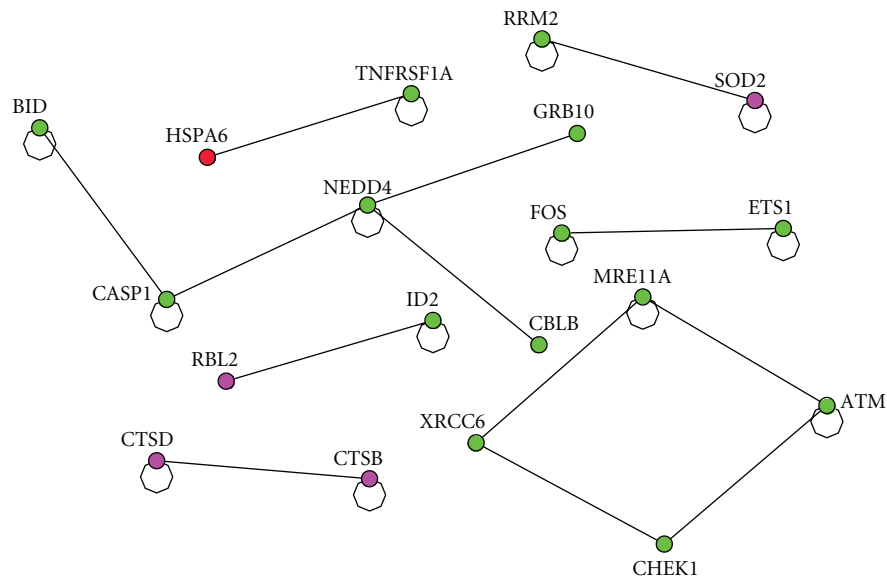 RRM2
TNFRSF1A
SOD2
BID
GRB10
HSPA6
NEDD4
FOS
ETS1
MRE11A
CASP1
ID2
CBLB
RBL2
ATM
XRCC6
CTSD
CTSB
CHEK1